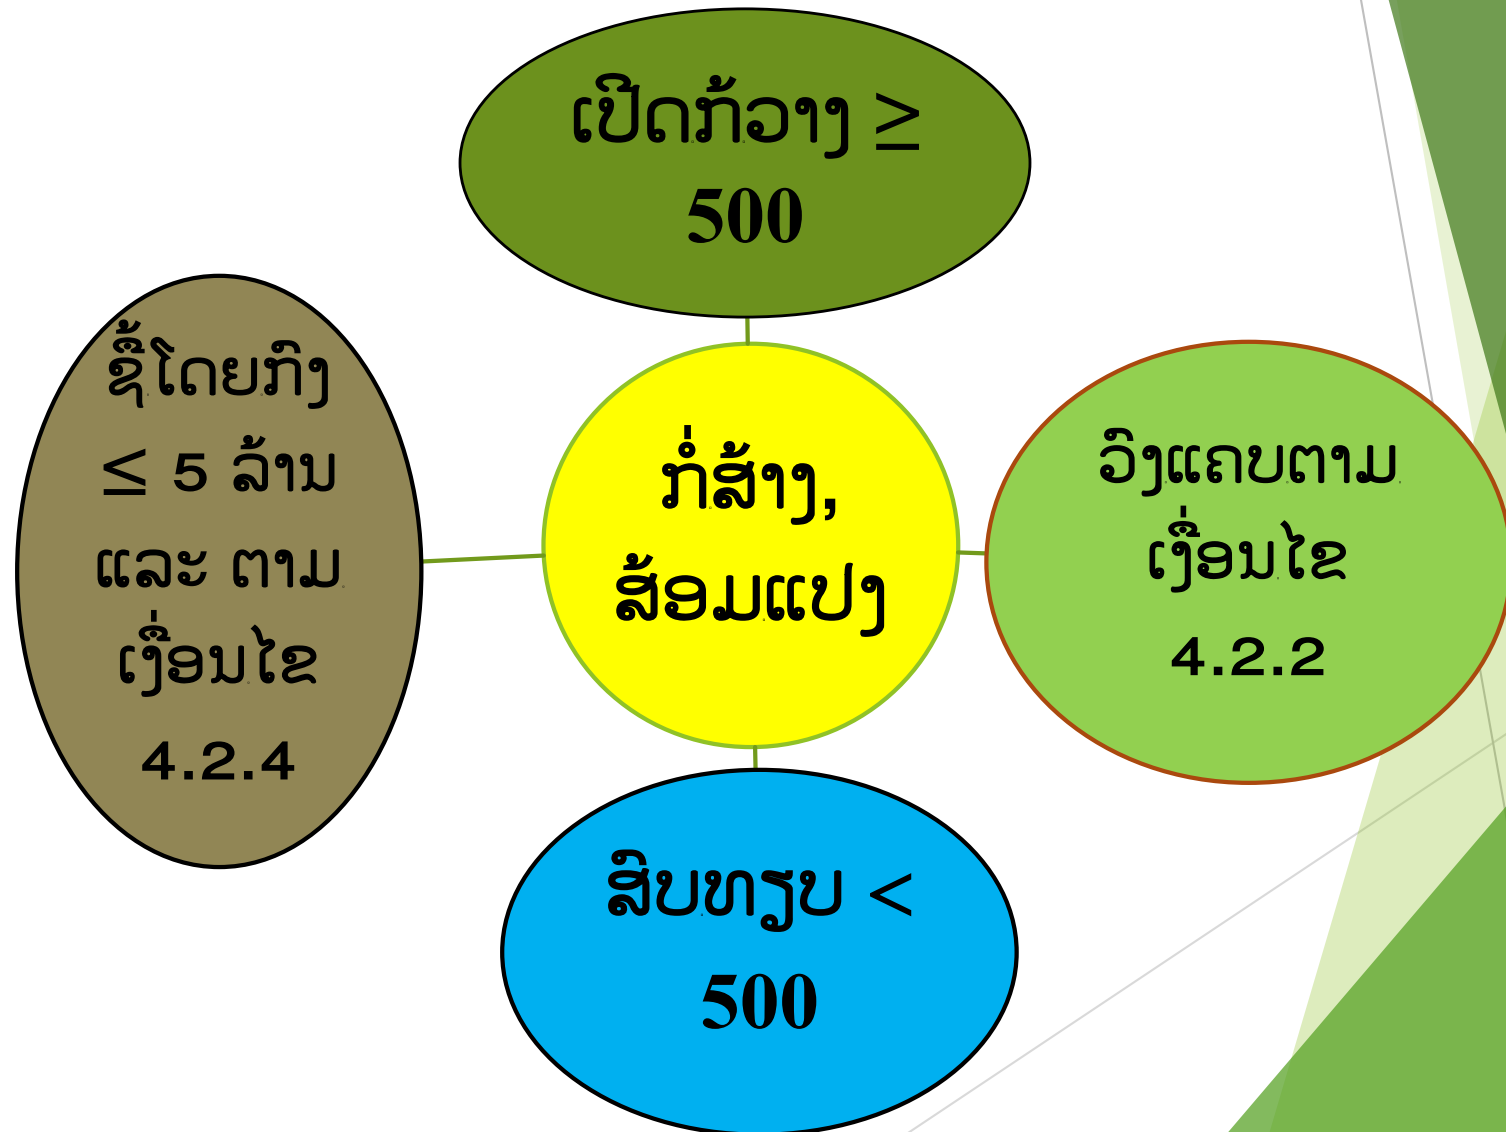 ເປີດກ້ວາງ ≥
500
ຊື້ໂດຍກົງ
≤ 5 ລ້ານ
ແລະ ຕາມ
ເງື່ອນໄຂ
4.2.4
ກໍ່ສ້າງ,
ສ້ອມແປງ
ວົງແຄບຕາມ
ເງື່ອນໄຂ
4.2.2
ສົບທຽບ <
500